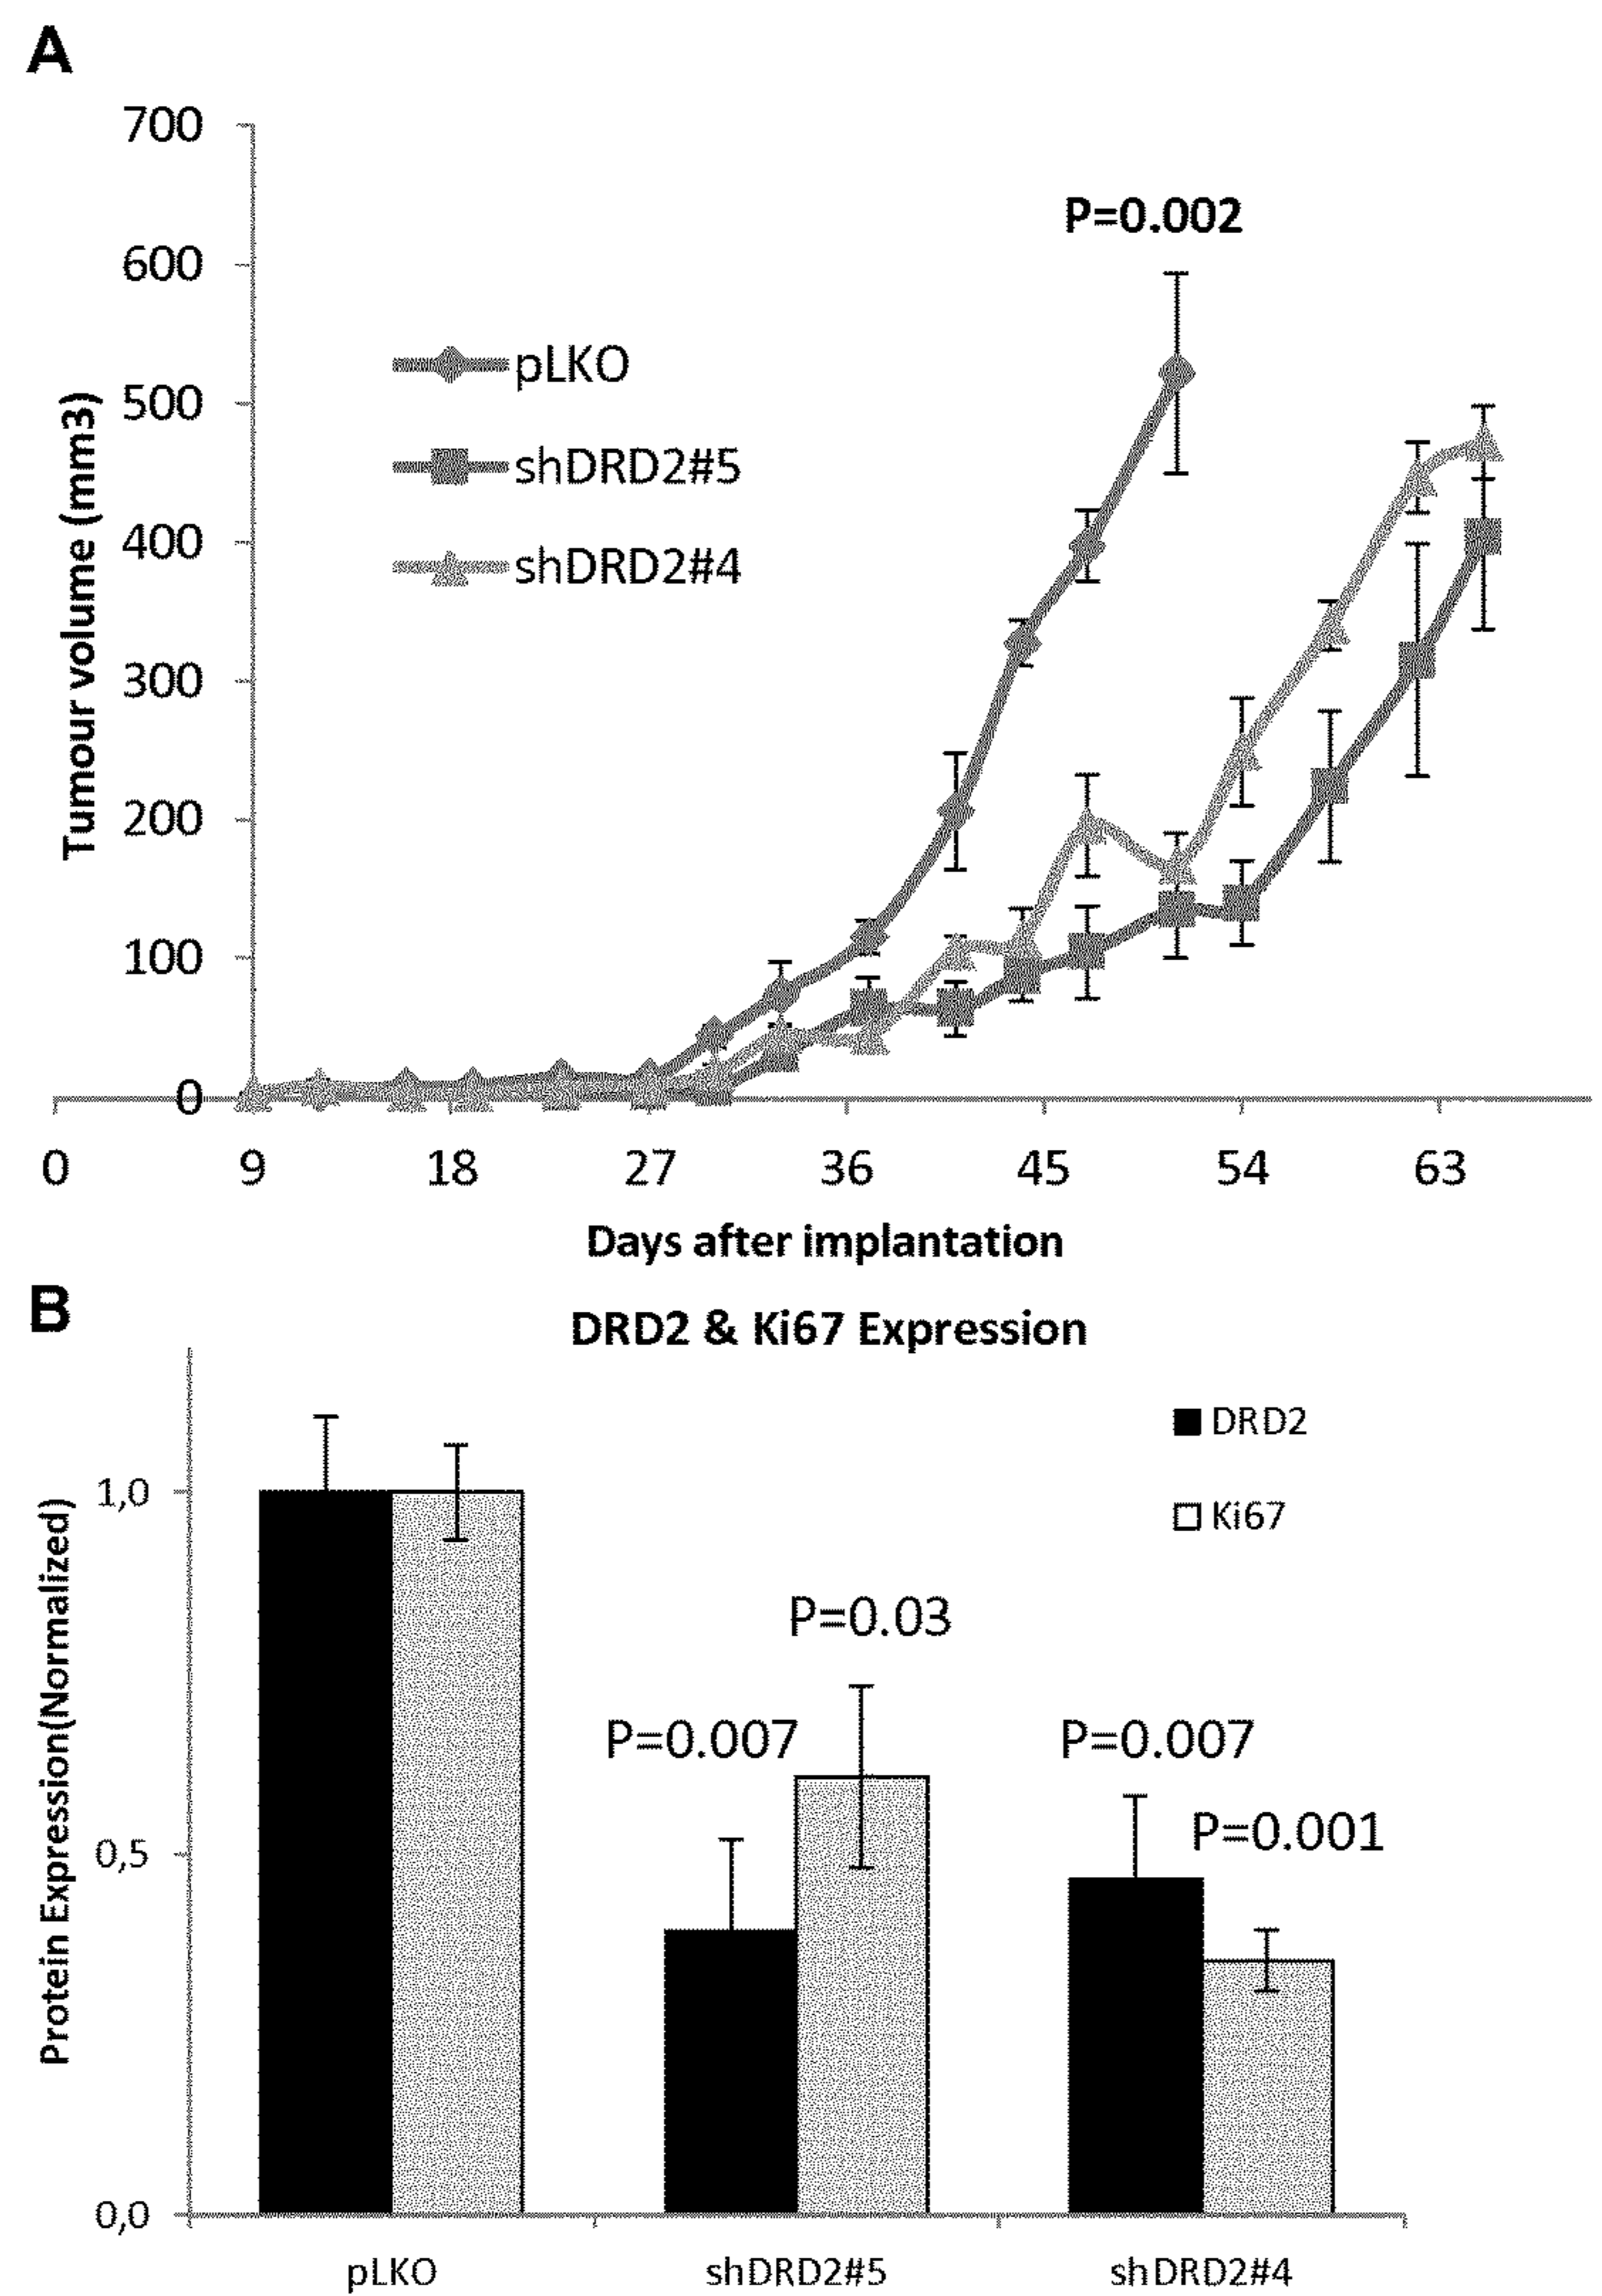 A
700
600
500
400
300
200
100
0
Tumour volume (mm3)
P=0.002
pLKO
shDRD2#5
shDRD2#4
0 9 18 27 36 45 54 63
Days after implantation
B
DRD2 & Ki67 Expression
DRD2
Ki67
1,0
0,5
0,0
Protein Expression(Normalized)
P=0.03
P=0.007
P=0.007
P=0.001
pLKO shDRD2#5 shDRD2#4